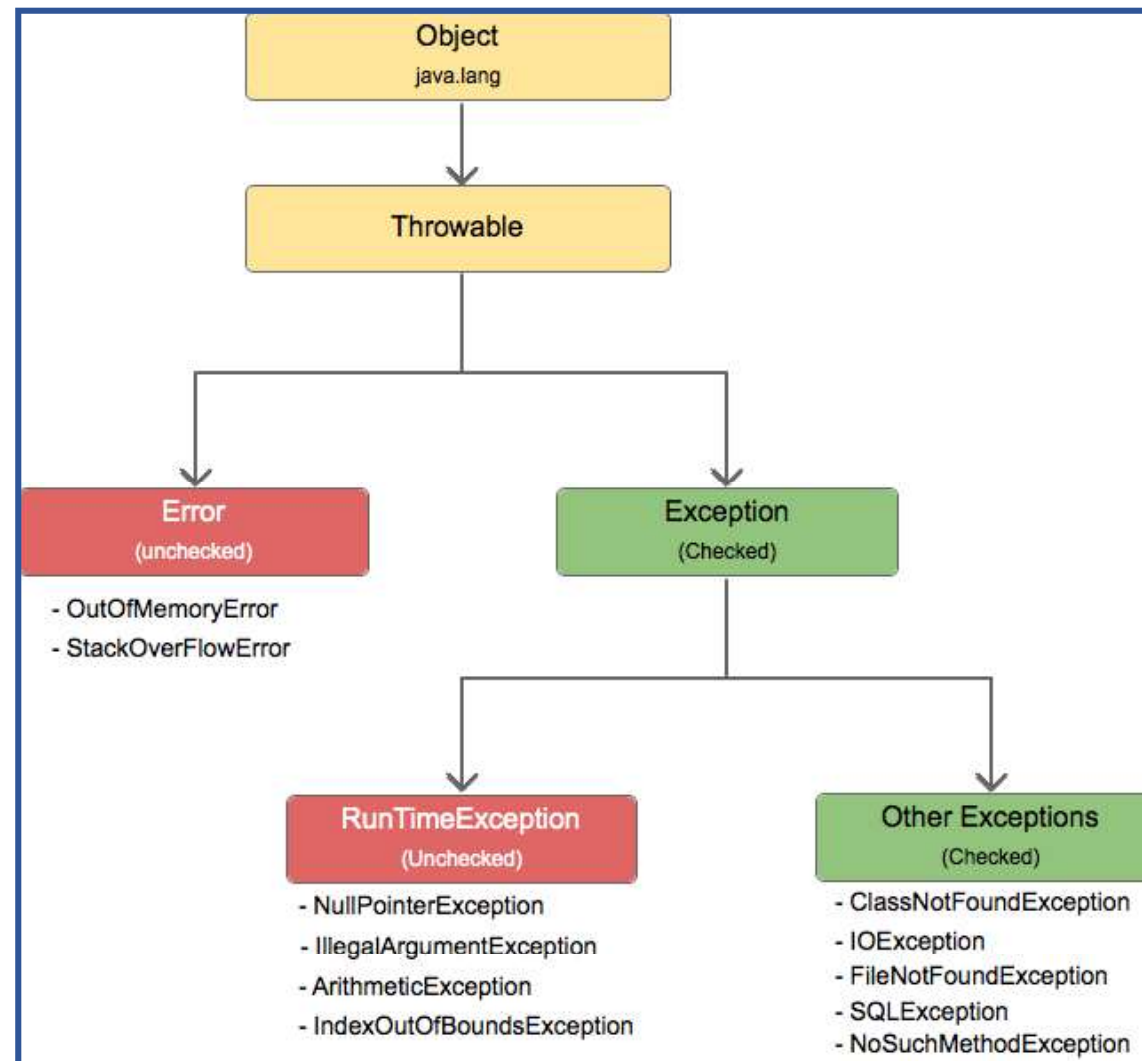 Object
java.lang
Throwable
Error
(unchecked)
- OutOfMemoryError
- StackOverFlowError
Exception
(Checked)
RunTimeException
(Unchecked)
- NullPointerException
- IllegalArgumentException
- ArithmeticException
- IndexOutOfBoundsException
Other Exceptions
(Checked)
- ClassNotFoundException
- IOException
- FileNotFoundException
- SQLException
- NoSuchMethodException